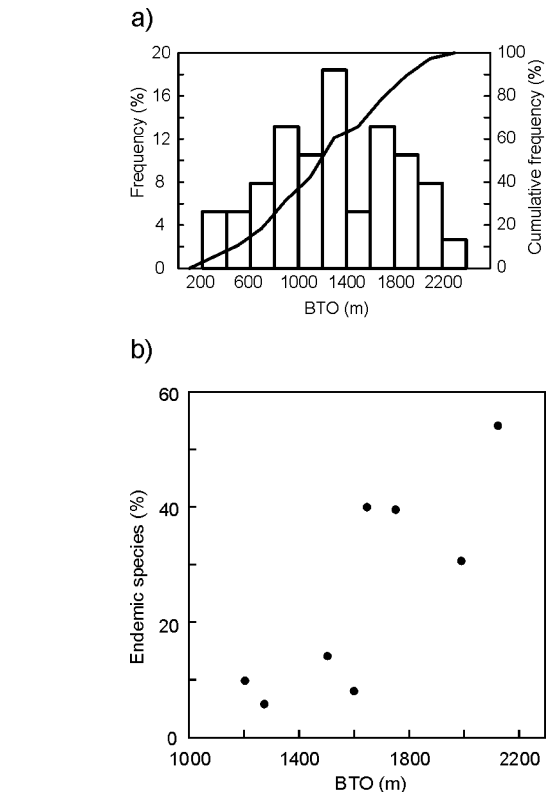 a)
20 100
16 80
12 60
8 40
4 20
0 0
Frequency (%)
Cumulative frequency (%)
200 600 1000 1400 1800 2200
BTO (m)
b)
60
40
20
0
Endemic species (%)
1000 1400 1800 2200
BTO (m)